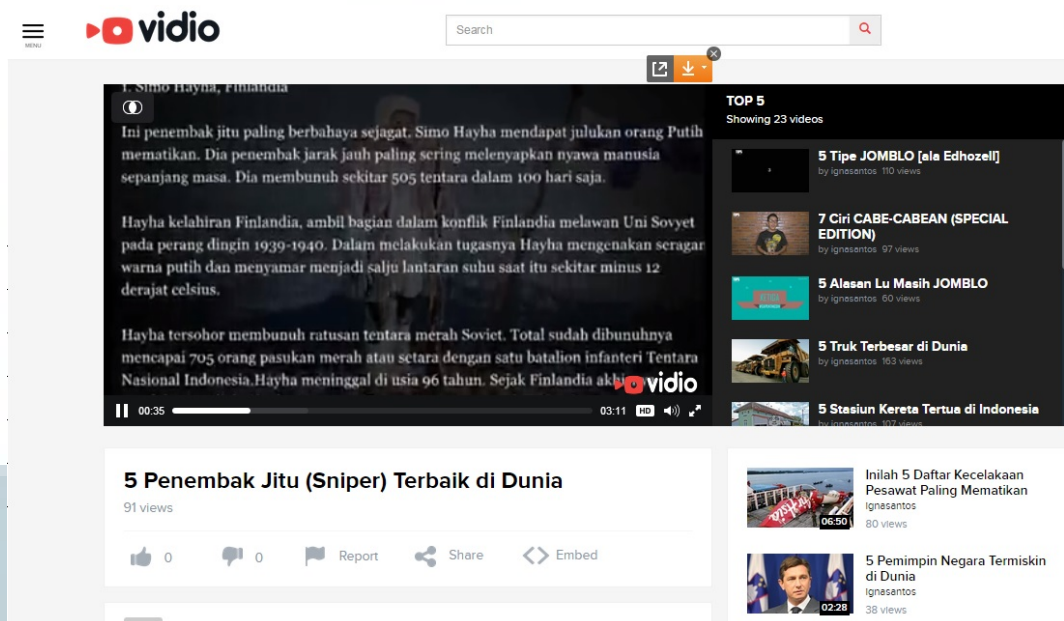 MENU
vidio
Search
1. Simo Hayha, Finlandia
Ini penembak jitu paling berbahaya sejagat. Simo Hayha mendapat julukan orang Putih
mematikan. Dia penembak jarak jauh paling sering melenyapkan nyawa manusia
sepanjang masa. Dia membunuh sekitar 505 tentara dalam 100 hari saja.
Hayha kelahiran Finlandia, ambil bagian dalam konflik Finlandia melawan Uni Sovyet
pada perang dingin 1939-1940. Dalam melakukan tugasnya Hayha mengenakan seragar
warna putih dan menyamar menjadi salju lantaran suhu saat itu sekitar minus 12
derajat celsius.
Hayha tersohor membunuh ratusan tentara merah Soviet. Total sudah dibunuhnya
mencapai 705 orang pasukan merah atau setara dengan satu batalion infanteri Tentara
Nasional Indonesia.Hayha meninggal di usia 96 tahun. Sejak Finlandia
vidio
00:35
03:11
HD
TOP 5
Showing 23 videos
5 Tipe JOMBLO [ala Edhozell]
by ignasantos 110 views
7 Ciri CABE-CABEAN (SPECIAL
EDITION)
by ignasantos 97 views
5 Alasan Lu Masih JOMBLO
by ignasantos 60 views
5 Truk Terbesar di Dunia
by ignasantos 163 views
5 Stasiun Kereta Tertua di Indonesia
by ignasantos 107 views
5 Penembak Jitu (Sniper) Terbaik di Dunia
91 views
0
0
Report
Share
Embed
Inilah 5 Daftar Kecelakaan
Pesawat Paling Mematikan
ignasantos
80 views
06:50
5 Pemimpin Negara Termiskin
di Dunia
ignasantos
38 views
02:28